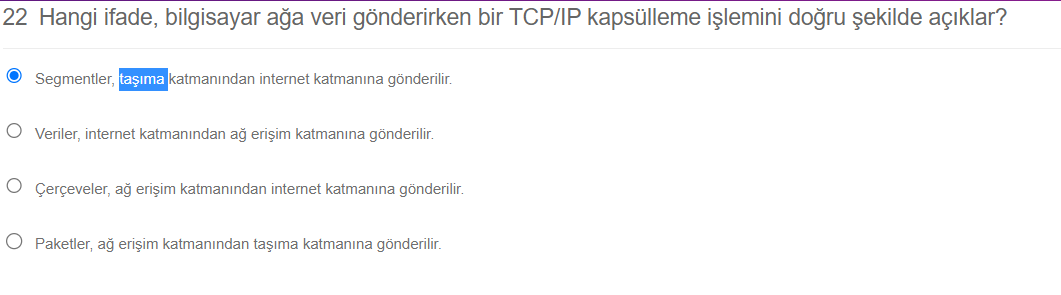 22 Hangi ifade, bilgisayar ağa veri gönderirken bir TCP/IP kapsülleme işlemini doğru şekilde açıklar?
Segmentler, taşıma katmanından internet katmanına gönderilir.
Veriler, internet katmanından ağ erişim katmanına gönderilir.
Çerçeveler, ağ erişim katmanından internet katmanına gönderilir.
Paketler, ağ erişim katmanından taşıma katmanına gönderilir.